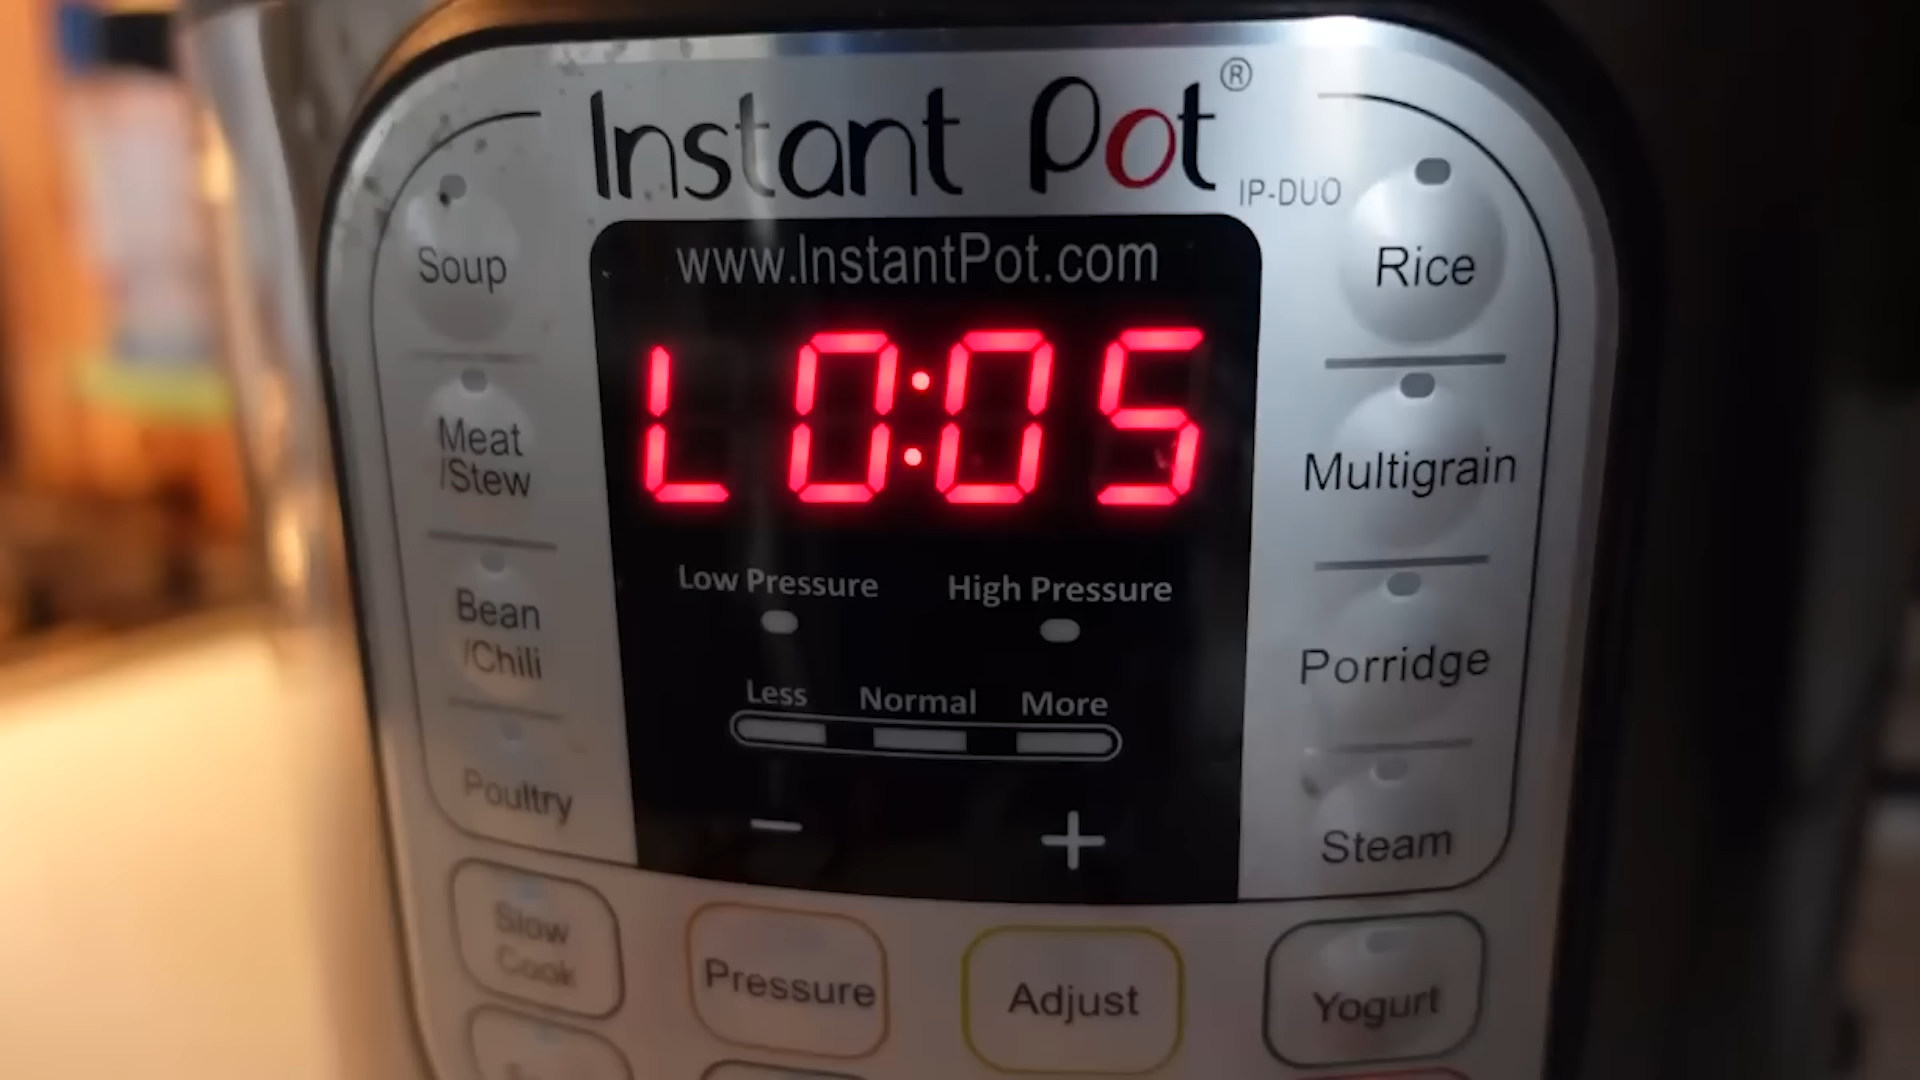 Instant Pot®
IP-DUO
www.InstantPot.com
L0:05
Soup
Meat
/Stew
Bean
/Chili
Poultry
Low Pressure
High Pressure
Less
Normal
More
−
+
Rice
Multigrain
Porridge
Steam
Slow
Cook
Pressure
Adjust
Yogurt